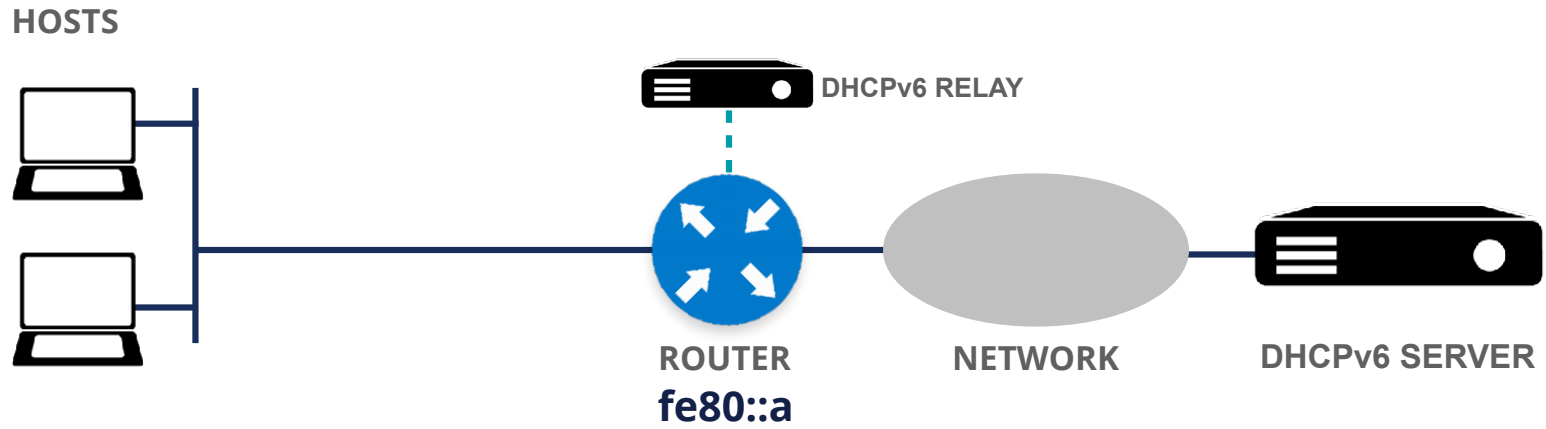 HOSTS
DHCPv6 RELAY
ROUTER
fe80::a
NETWORK
DHCPv6 SERVER